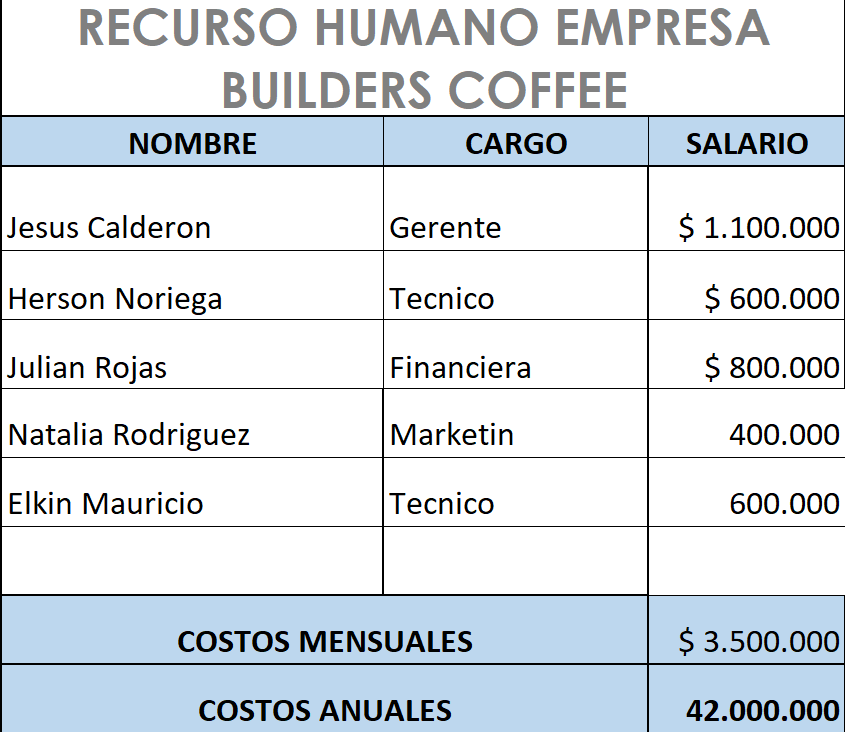 RECURSO HUMANO EMPRESA
BUILDERS COFFEE
NOMBRE CARGO SALARIO
Jesus Calderon Gerente $ 1.100.000
Herson Noriega Tecnico $ 600.000
Julian Rojas Financiera $ 800.000
Natalia Rodriguez Marketin 400.000
Elkin Mauricio Tecnico 600.000
COSTOS MENSUALES $ 3.500.000
COSTOS ANUALES 42.000.000